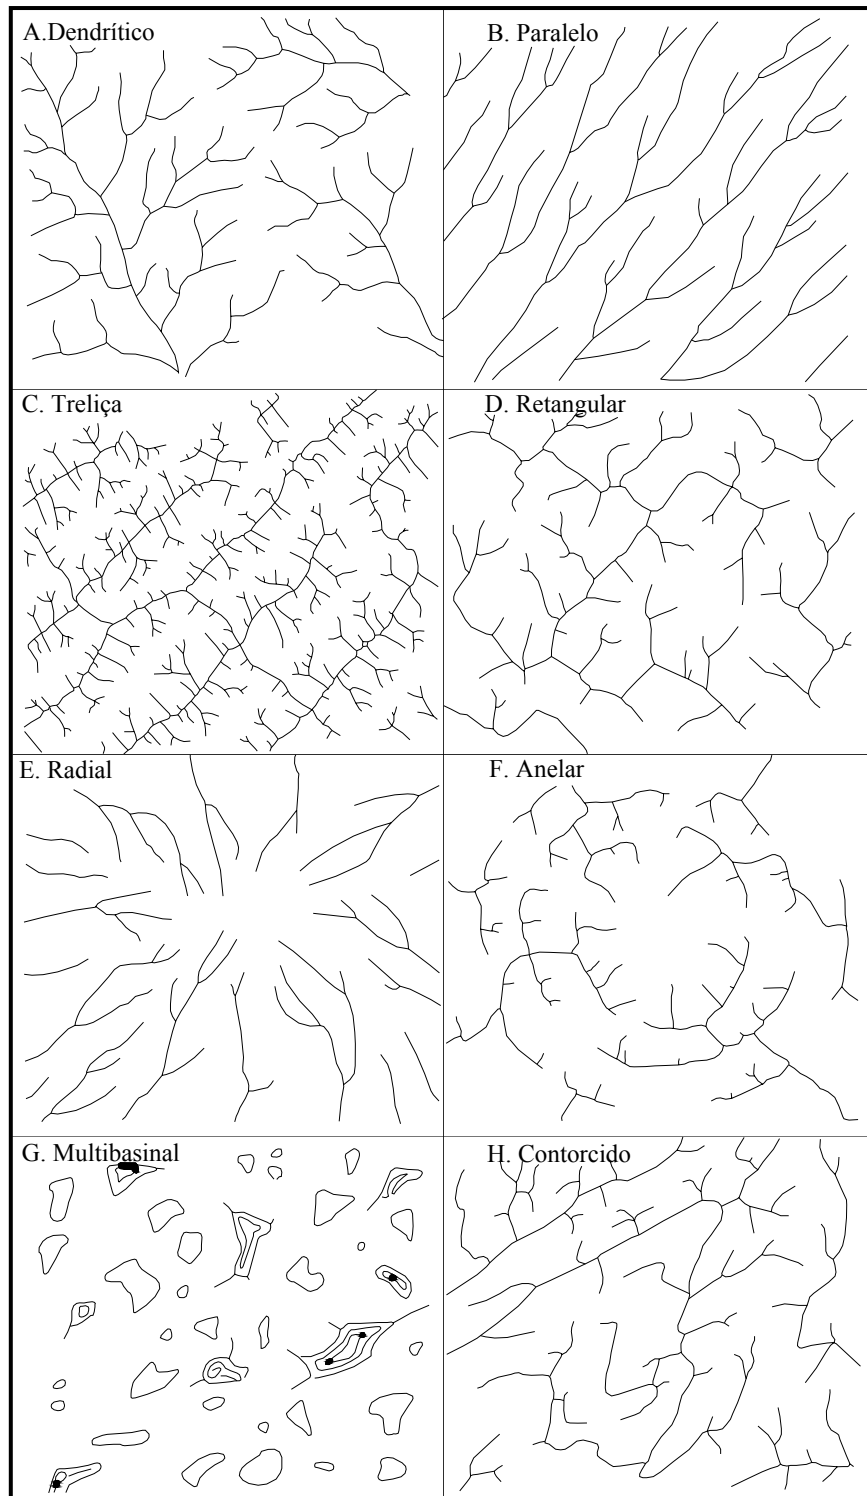 A.Dendrítico
B. Paralelo
C. Treliça
D. Retangular
E. Radial
F. Anelar
G. Multibasinal
H. Contorcido